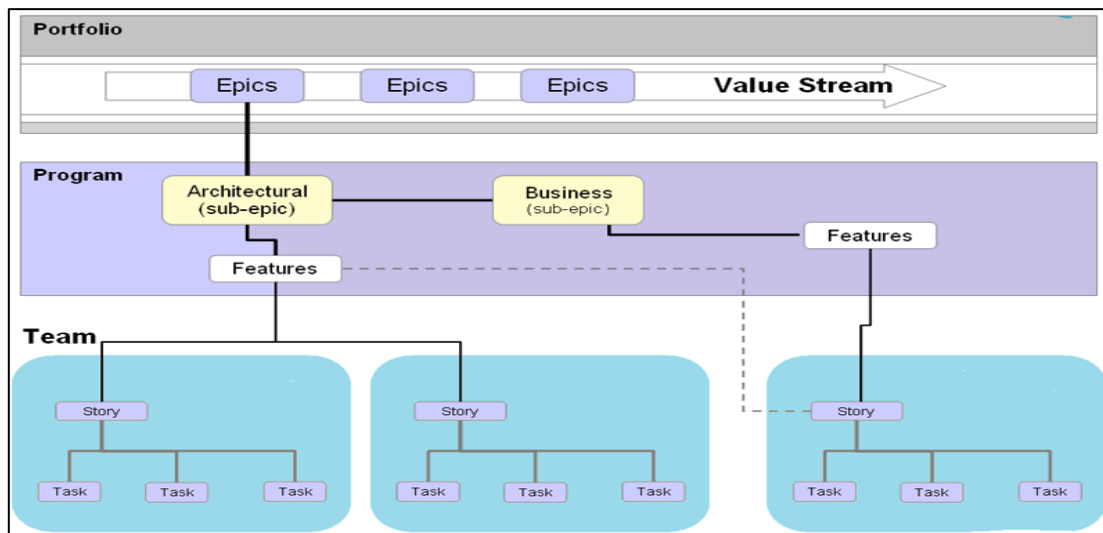 Portfolio
Epics Epics Epics Value Stream
Program
Architectural
(sub-epic)
Business
(sub-epic)
Features
Features
Team
Story Story Story
Task Task Task Task Task Task Task Task Task